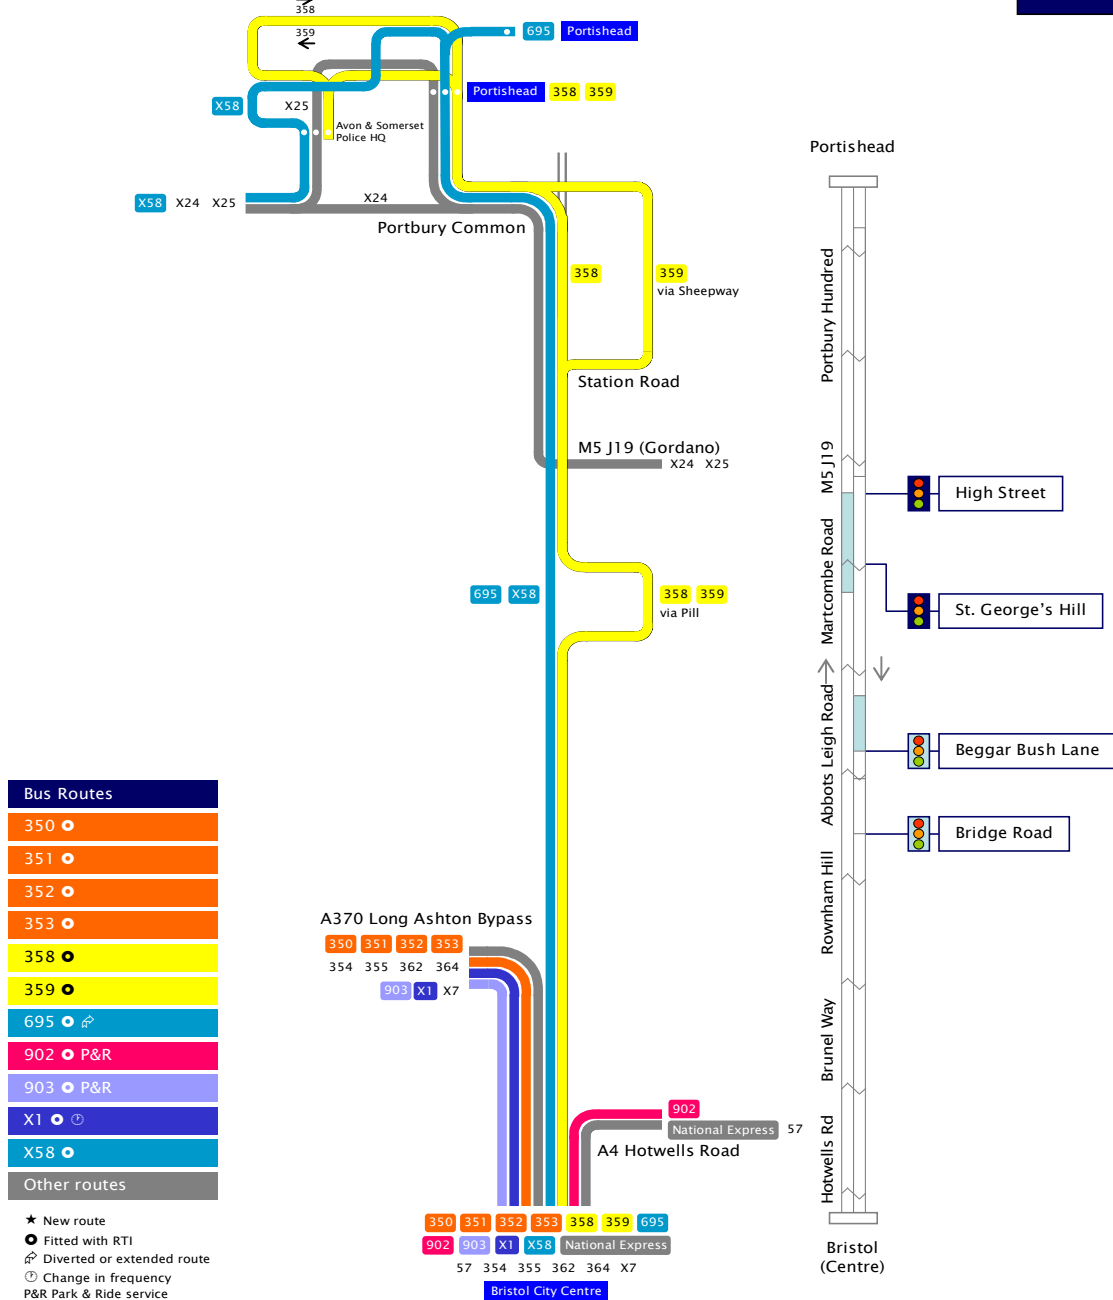 358
359
695 Portishead
Portishead 358 359
X58 X25
Avon & Somerset
Police HQ
X58 X24 X25
X24
Portbury Common
358
359
via Sheepway
Station Road
M5 J19 (Gordano)
X24 X25
695 X58
358 359
via Pill
A370 Long Ashton Bypass
350 351 352 353
354 355 362 364
903 X1 X7
902
National Express 57
A4 Hotwells Road
350 351 352 353 358 359 695
902 903 X1 X58 National Express
57 354 355 362 364 X7
Bristol City Centre
Bus Routes
350
351
352
353
358
359
695
902 P&R
903 P&R
X1
X58
Other routes
★ New route
Fitted with RTI
Diverted or extended route
Change in frequency
P&R Park & Ride service
Portishead
Portbury Hundred
M5 J19
Martcombe Road
Abbots Leigh Road
Rownham Hill
Brunel Way
Hotwells Rd
High Street
St. George's Hill
Beggar Bush Lane
Bridge Road
Bristol
(Centre)